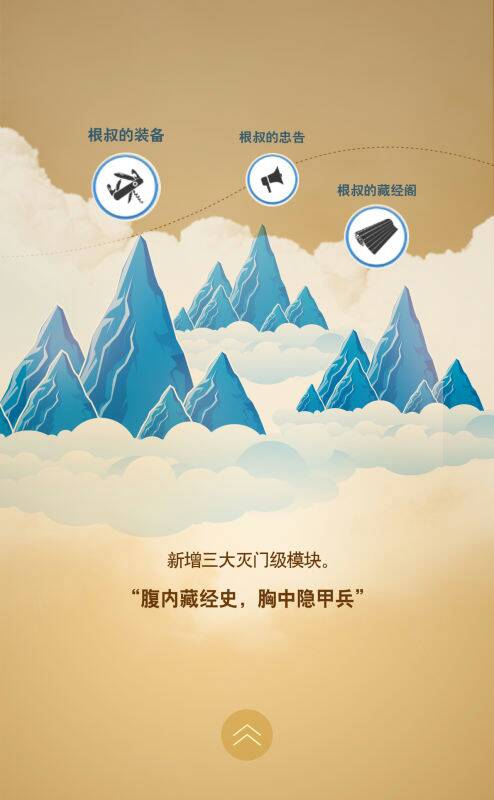 根叔的装备
根叔的忠告
根叔的藏经阁
新增三大灭门级模块。
“腹内藏经史，胸中隐甲兵”